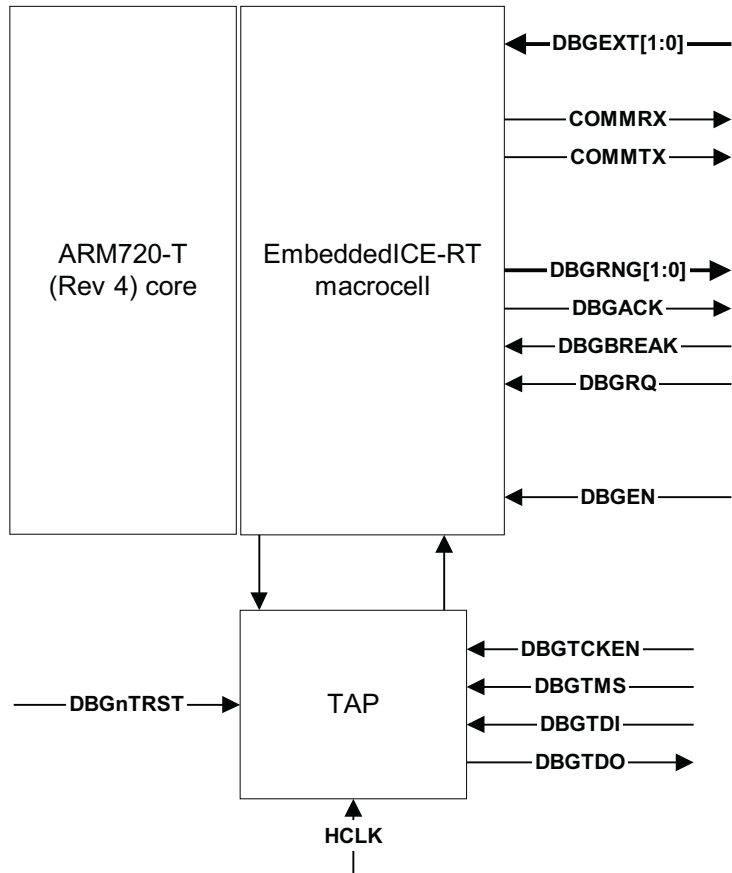 DBGEXT[1:0]
COMMRX
COMMTX
ARM720-T
(Rev 4) core
EmbeddedICE-RT
macrocell
DBGRNG[1:0]
DBGACK
DBGBREAK
DBGRQ
DBGEN
DBGTCKEN
DBGTMS
DBGnTRST
TAP
DBGTDI
DBGTDO
HCLK